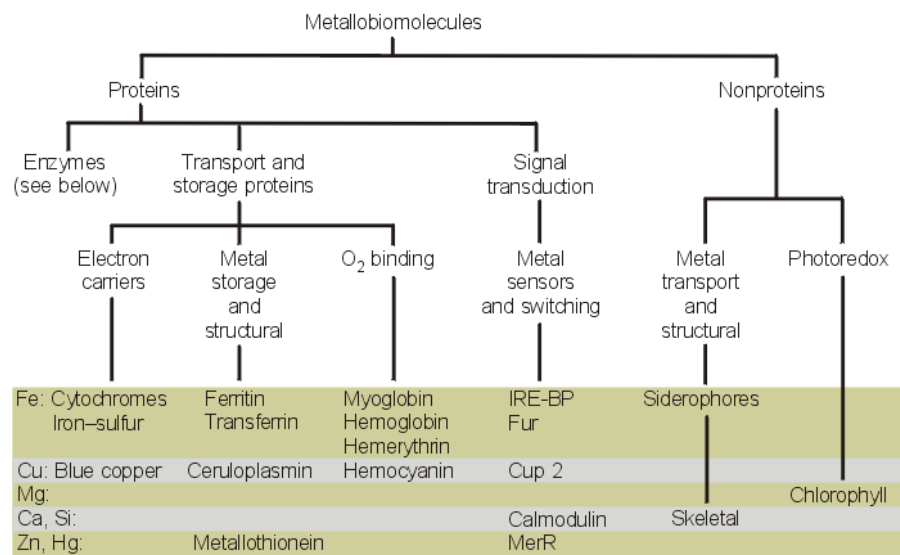 Metallobiomolecules
Proteins
Nonproteins
Enzymes
(see below)
Transport and
storage proteins
Signal
transduction
Electron
carriers
Metal
storage
and
structural
O2 binding
Metal
sensors
and switching
Metal
transport
and
structural
Photoredox
Fe: Cytochromes
Iron–sulfur
Ferritin
Transferrin
Myoglobin
Hemoglobin
Hemerythrin
IRE-BP
Fur
Siderophores
Cu: Blue copper
Ceruloplasmin
Hemocyanin
Cup 2
Mg:
Chlorophyll
Ca, Si:
Calmodulin
Skeletal
Zn, Hg:
Metallothionein
MerR